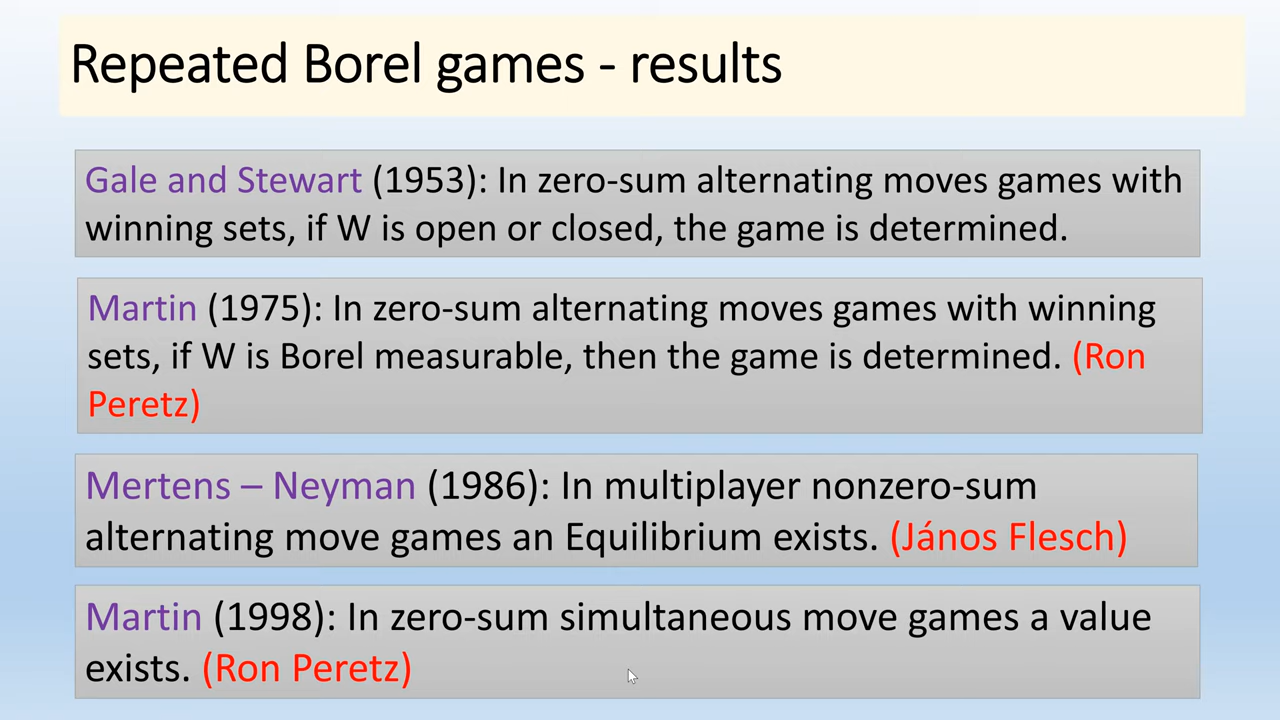 Repeated Borel games - results
Gale and Stewart (1953): In zero-sum alternating moves games with
winning sets, if W is open or closed, the game is determined.
Martin (1975): In zero-sum alternating moves games with winning
sets, if W is Borel measurable, then the game is determined. (Ron
Peretz)
Mertens – Neyman (1986): In multiplayer nonzero-sum
alternating move games an Equilibrium exists. (János Flesch)
Martin (1998): In zero-sum simultaneous move games a value
exists. (Ron Peretz)